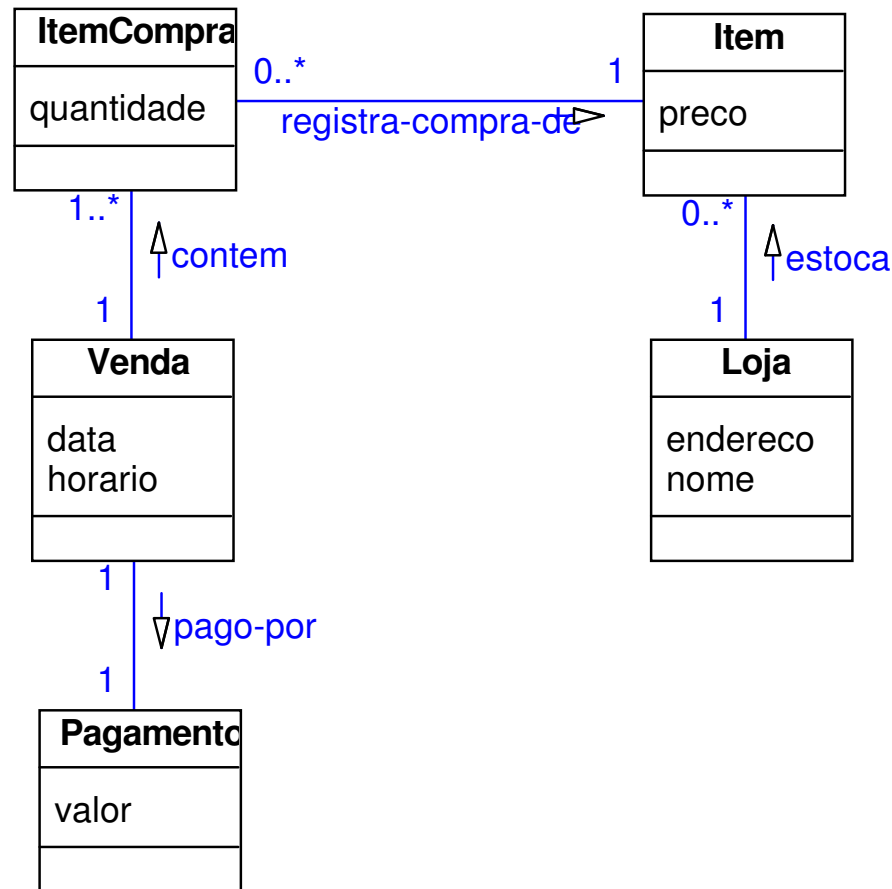 ItemCompra
quantidade
0..*
1
registra-compra-de
Item
preco
1..*
contem
1
0..*
estoca
1
Venda
data
horario
Loja
endereco
nome
1
pago-por
1
Pagamento
valor